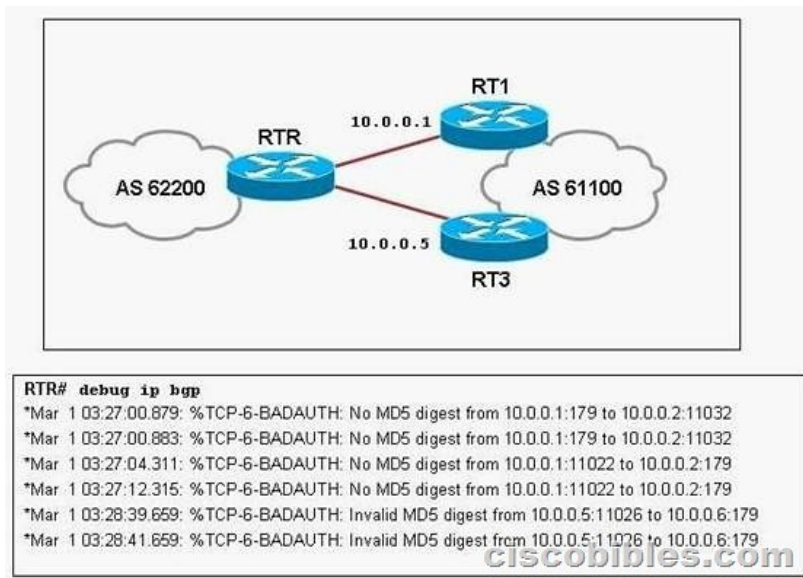 RT1
10.0.0.1
RTR
AS 62200
AS 61100
10.0.0.5
RT3
RTR# debug ip bgp
*Mar 1 03:27:00.879: %TCP-6-BADAUTH: No MD5 digest from 10.0.0.1:179 to 10.0.0.2:11032
*Mar 1 03:27:00.883: %TCP-6-BADAUTH: No MD5 digest from 10.0.0.1:179 to 10.0.0.2:11032
*Mar 1 03:27:04.311: %TCP-6-BADAUTH: No MD5 digest from 10.0.0.1:11022 to 10.0.0.2:179
*Mar 1 03:27:12.315: %TCP-6-BADAUTH: No MD5 digest from 10.0.0.1:11022 to 10.0.0.2:179
*Mar 1 03:28:39.659: %TCP-6-BADAUTH: Invalid MD5 digest from 10.0.0.5:11026 to 10.0.0.6:179
*Mar 1 03:28:41.659: %TCP-6-BADAUTH: Invalid MD5 digest from 10.0.0.5:11026 to 10.0.0.6:179
ciscobibles.com